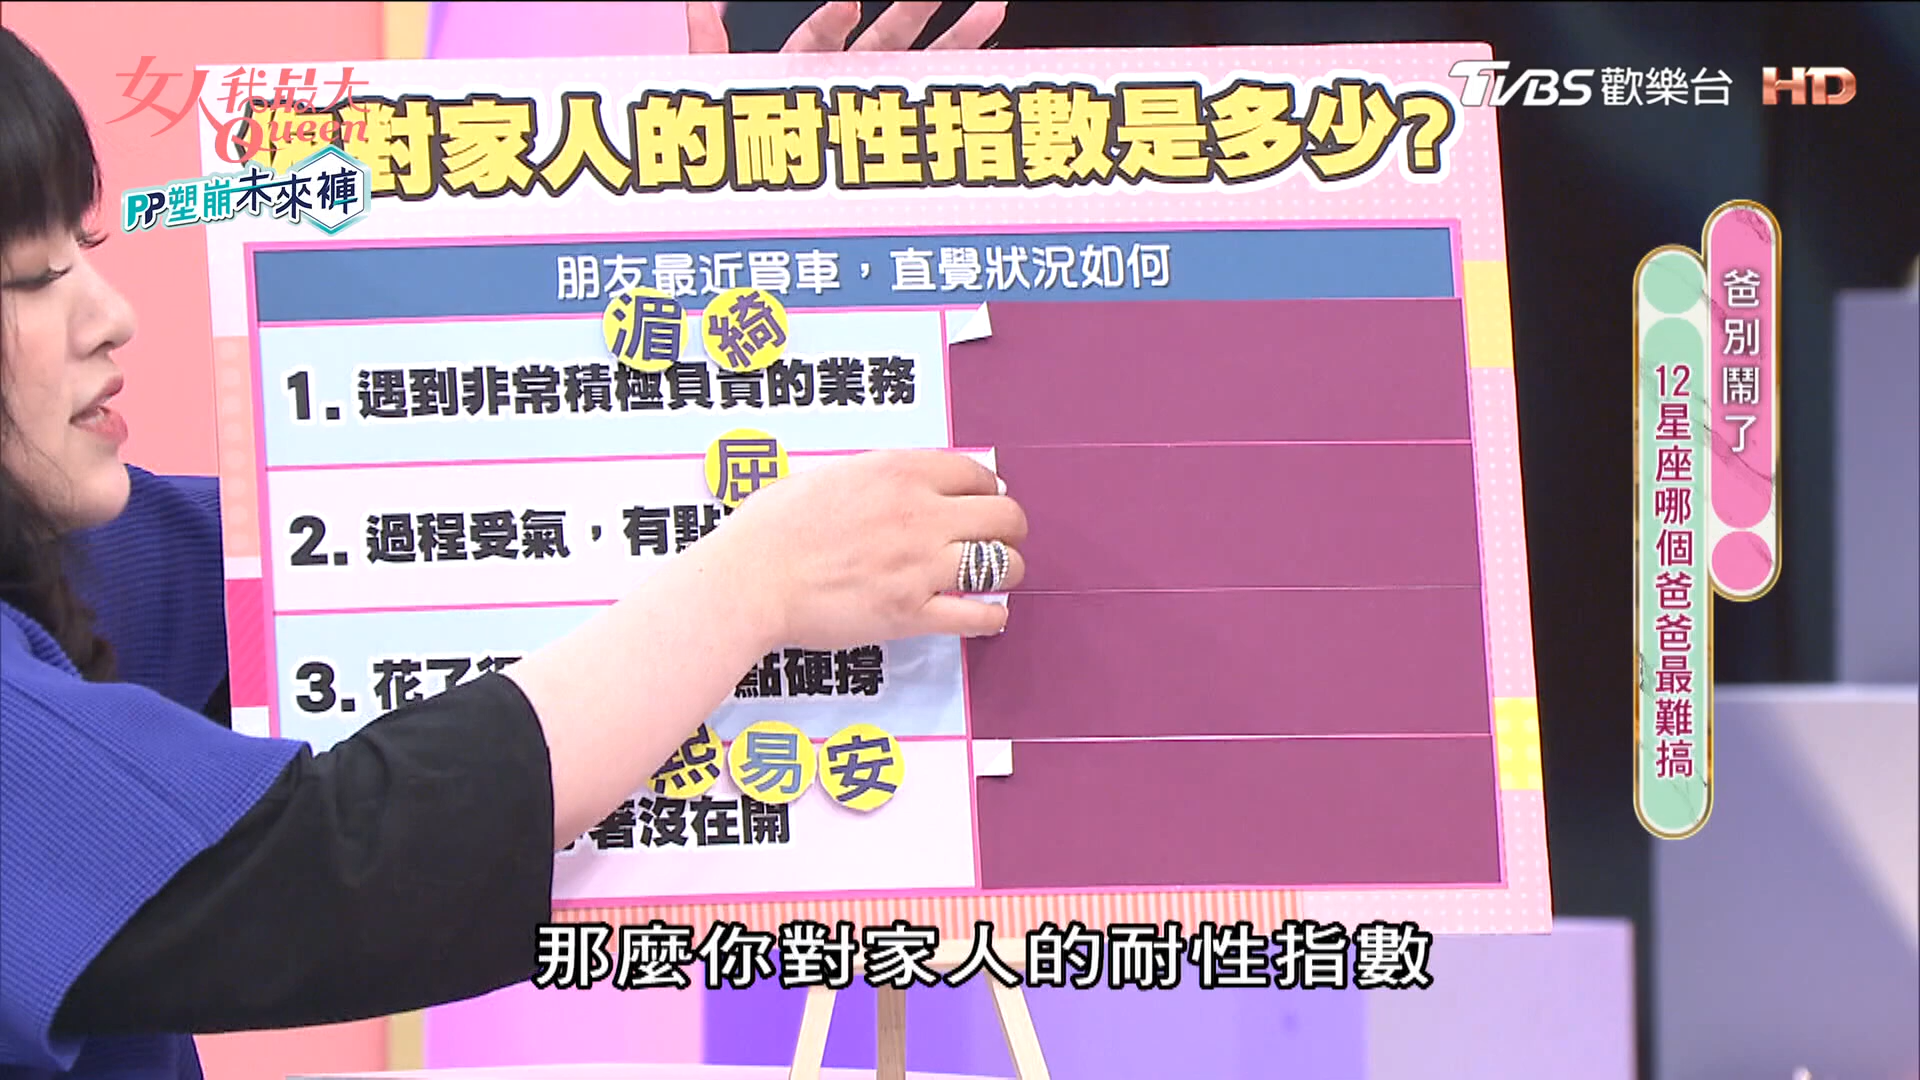 女人我最大
Queen
PP塑崩未來褲
對家人的耐性指數是多少?
TVBS歡樂台 HD
朋友最近買車，直覺狀況如何
湄 綺
1. 遇到非常積極負責的業務
屈
2. 過程受氣，有點
3. 花了 點硬撐
熙 易 安
著沒在開
爸別鬧了
12星座哪個爸爸最難搞
那麼你對家人的耐性指數